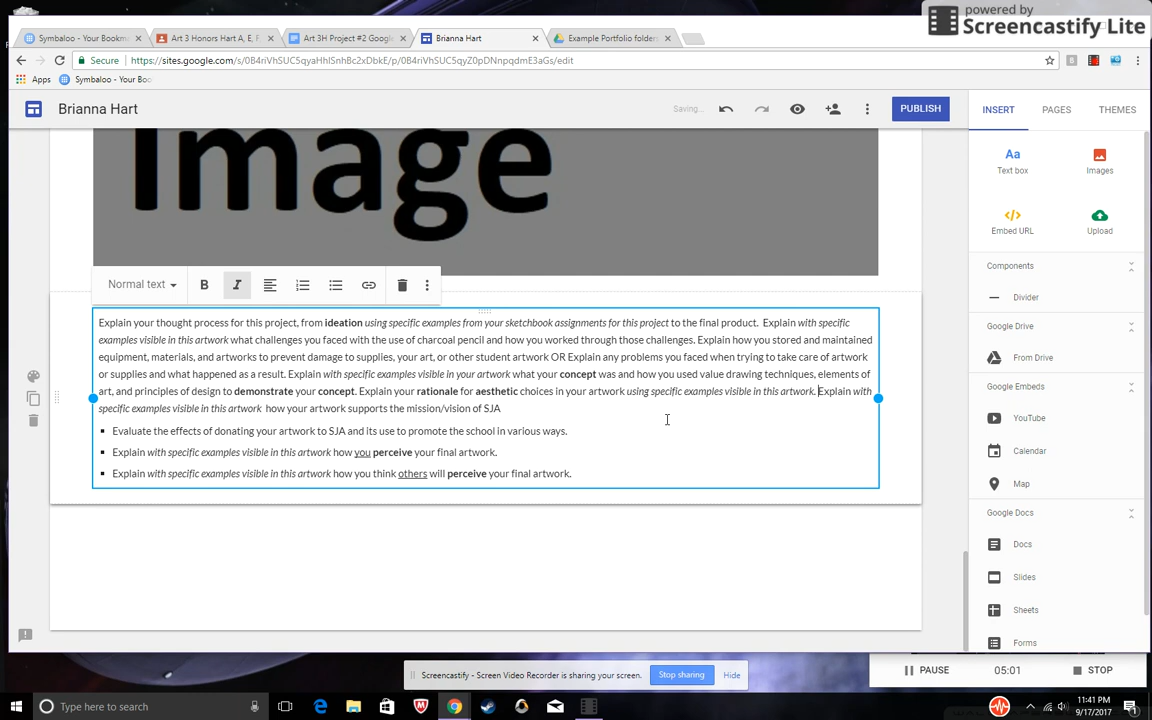 powered by
Screencastify Lite
Symbaloo - Your Bookma
Art 3 Honors Hart A, E, F,
Art 3H Project #2 Google
Brianna Hart
Example Portfolio folder
Secure
https://sites.google.com/s/0B4riVhSUC5qyaHhISnhBc2xDbkE/p/0B4riVhSUC5qyZ0pDNnpqdmE3aGs/edit
Apps
Symbaloo - Your Boo
Brianna Hart
Saving...
PUBLISH
INSERT
PAGES
THEMES
Image
Aa
Text box
Images
Embed URL
Upload
Components
Divider
Google Drive
From Drive
Google Embeds
YouTube
Calendar
Map
Google Docs
Docs
Slides
Sheets
Forms
Normal text
B
I
Explain your thought process for this project, from ideation using specific examples from your sketchbook assignments for this project to the final product. Explain with specific
examples visible in this artwork what challenges you faced with the use of charcoal pencil and how you worked through those challenges. Explain how you stored and maintained
equipment, materials, and artworks to prevent damage to supplies, your art, or other student artwork OR Explain any problems you faced when trying to take care of artwork
or supplies and what happened as a result. Explain with specific examples visible in your artwork what your concept was and how you used value drawing techniques, elements of
art, and principles of design to demonstrate your concept. Explain your rationale for aesthetic choices in your artwork using specific examples visible in this artwork. Explain with
specific examples visible in this artwork how your artwork supports the mission/vision of SJA
Evaluate the effects of donating your artwork to SJA and its use to promote the school in various ways.
Explain with specific examples visible in this artwork how you perceive your final artwork.
Explain with specific examples visible in this artwork how you think others will perceive your final artwork.
Screencastify - Screen Video Recorder is sharing your screen.
Stop sharing
Hide
PAUSE
05:01
STOP
Type here to search
11:41 PM
9/17/2017